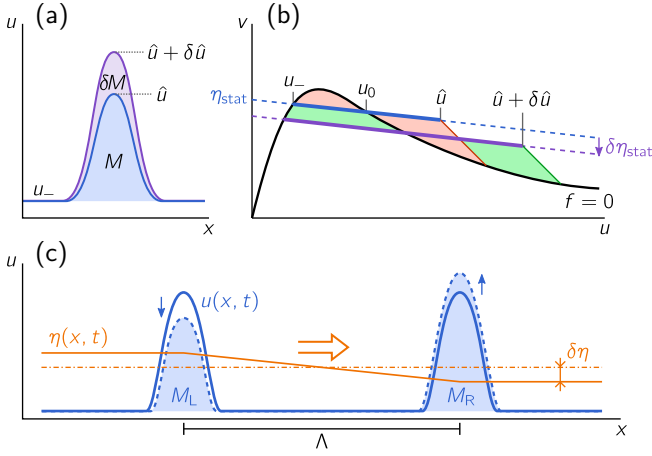 (a)
u
û + δû
δM
û
M
u₋
x
(b)
v
η_stat
u₋
u₀
û
û + δû
δη_stat
f = 0
u
(c)
u
u(x, t)
η(x, t)
δη
M_L
M_R
x
Λ